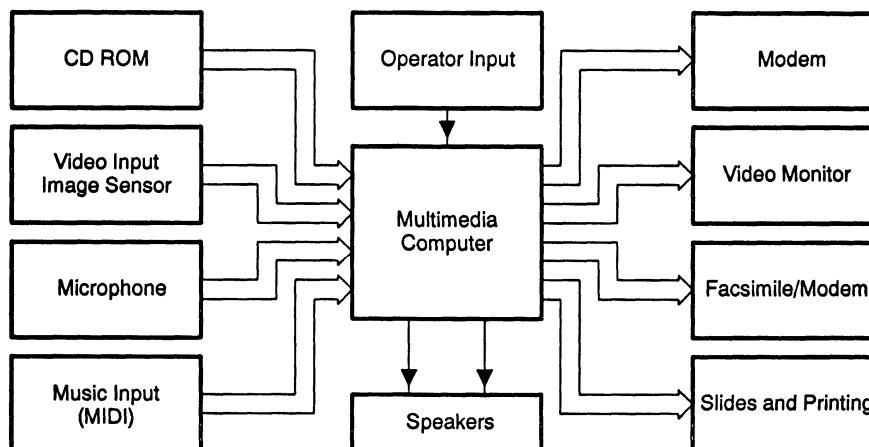 CD ROM
Operator Input
Modem
Video Input
Image Sensor
Video Monitor
Multimedia
Computer
Microphone
Facsimile/Modem
Music Input
(MIDI)
Speakers
Slides and Printing